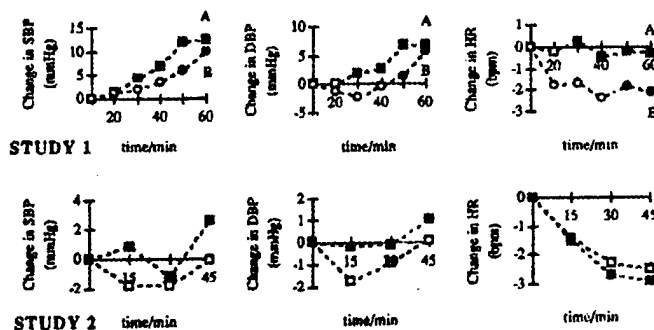 Change in SBP (mmHg)
15
10
5
0
A
B
20 40 60
time/min
Change in DBP (mmHg)
10
5
0
-5
A
B
20 40 60
time/min
Change in HR (bpm)
1
0
-1
-2
-3
A
20 40 60
time/min
STUDY 1
Change in SBP (mmHg)
4
2
0
-2
15 45
time/min
Change in DBP (mmHg)
2
1
0
-1
-2
15 45
time/min
Change in HR (bpm)
0
-1
-2
-3
15 30 45
time/min
STUDY 2